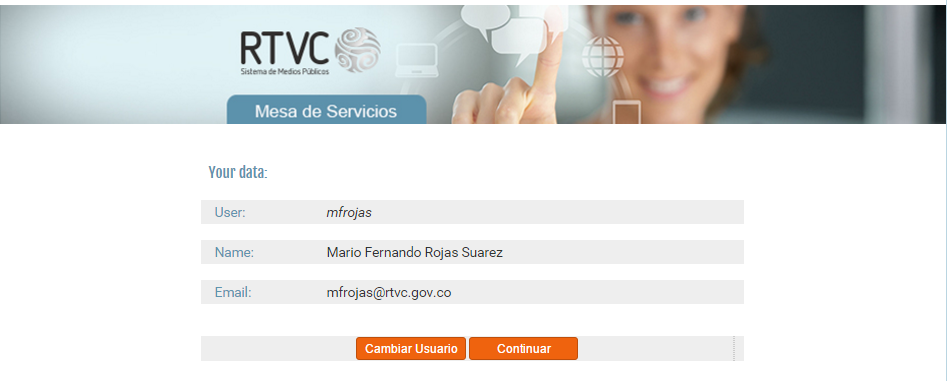 RTVC
Sistema de Medios Públicos
Mesa de Servicios
Your data:
User: mfrojas
Name: Mario Fernando Rojas Suarez
Email: mfrojas@rtvc.gov.co
Cambiar Usuario Continuar